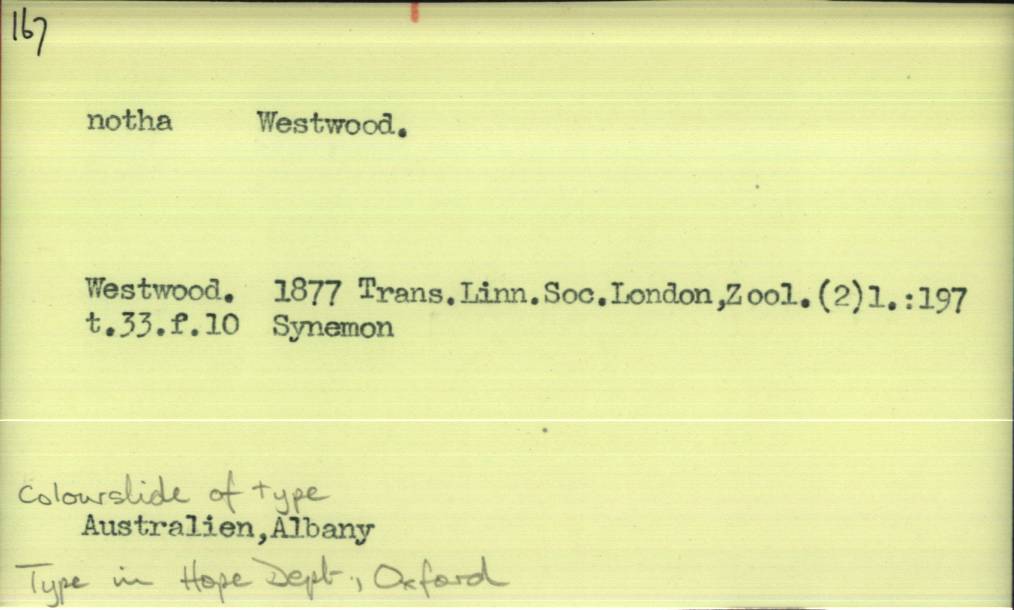 167
notha Westwood.
Westwood. 1877 Trans.Linn.Soc.London,Zool.(2)1.:197
t.33.f.10 Synemon
Colourslide of type
Australien,Albany
Type in Hope Dept., Oxford